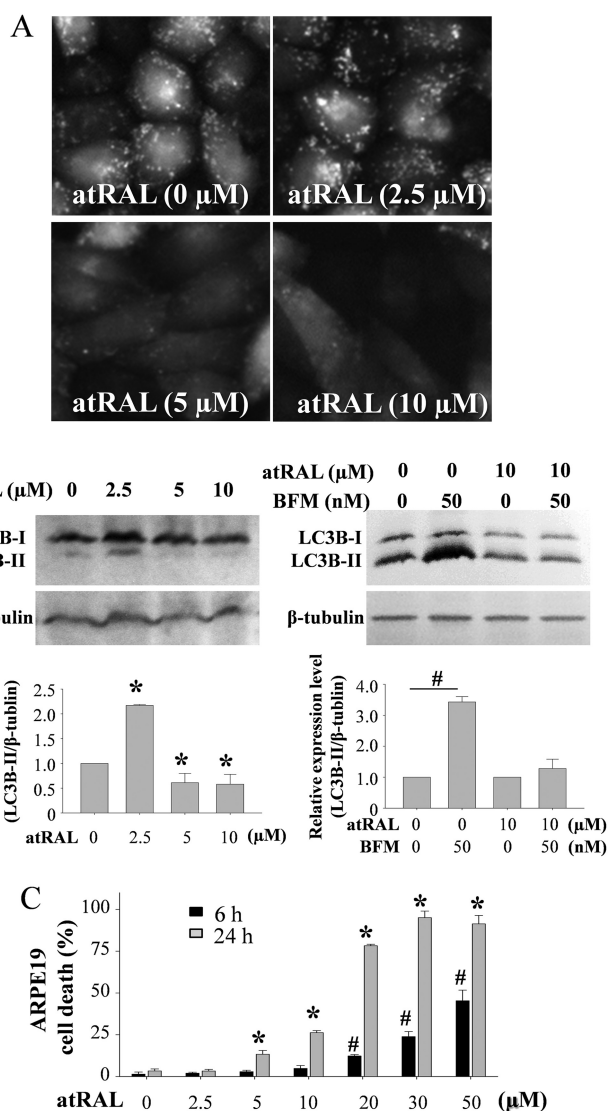 A
atRAL (0 µM)
atRAL (2.5 µM)
atRAL (5 µM)
atRAL (10 µM)
(µM) 0 2.5 5 10
B-I
-II
ulin
atRAL (µM) 0 0 10 10
BFM (nM) 0 50 0 50
LC3B-I
LC3B-II
β-tubulin
(LC3B-II/β-tublin)
2.5
2.0
1.5
1.0
0.5
0
*
*
*
atRAL 0 2.5 5 10 (µM)
Relative expression level
(LC3B-II/β-tublin)
4.0
3.0
2.0
1.0
0
#
atRAL 0 0 10 10 (µM)
BFM 0 50 0 50 (nM)
C
ARPE19
cell death (%)
100
75
50
25
0
6 h
24 h
*
*
*
*
*
#
#
#
atRAL 0 2.5 5 10 20 30 50 (µM)